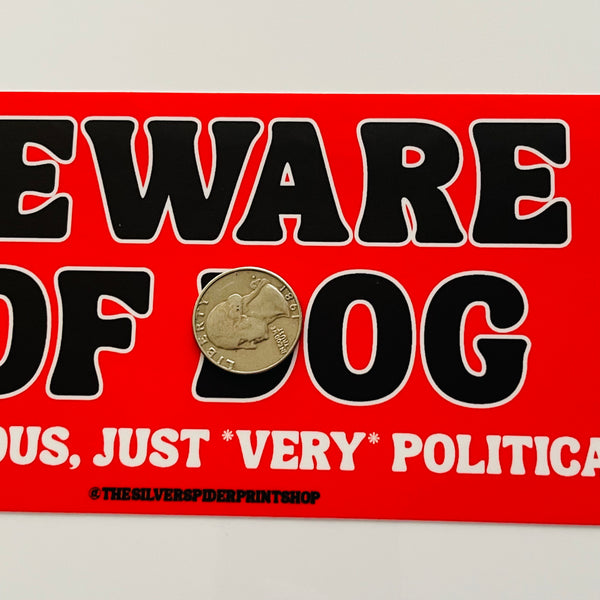 EWARE
OF DOG
OUS, JUST *VERY* POLITICA
@THESILVERSPIDERPRINTSHOP
LIBERTY